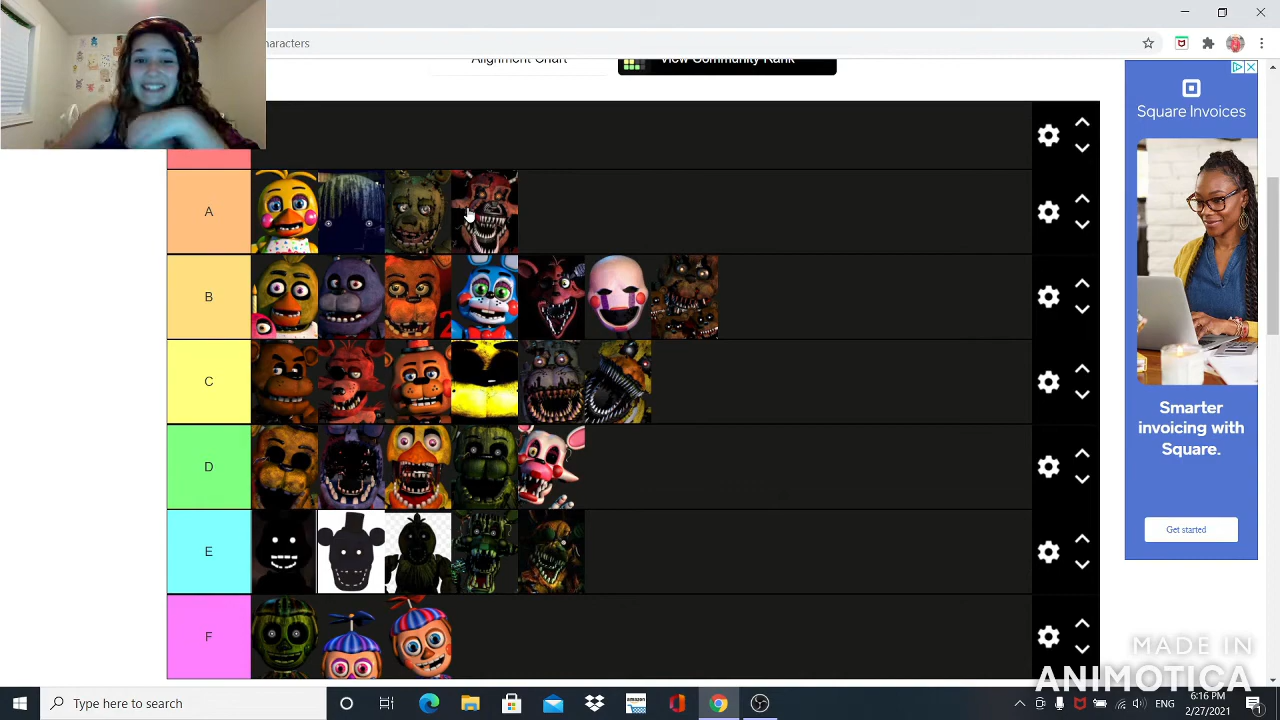 haracters
Alignment Chart
View Community Rank
Square Invoices
A
B
C
D
E
F
Smarter
invoicing with
Square.
Get started
MADE IN
ANIMOTICA
Type here to search
amazon
6:16 PM
2/27/2021